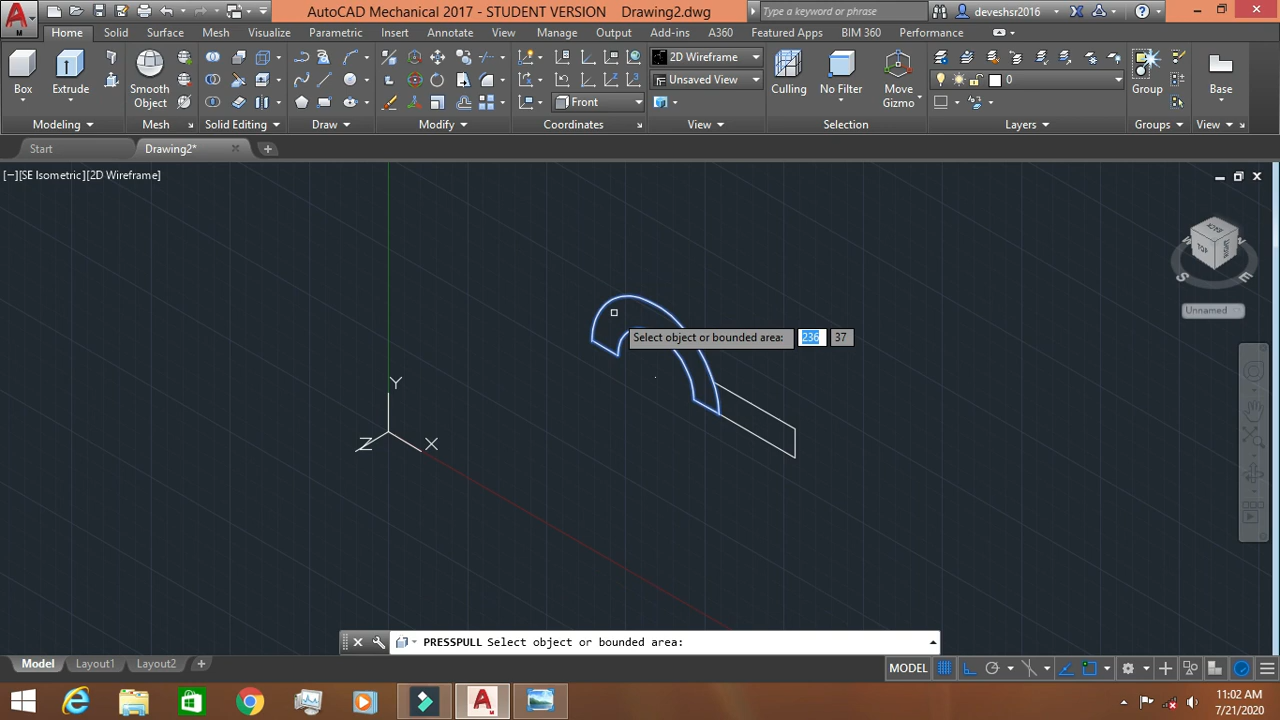 AutoCAD Mechanical 2017 - STUDENT VERSION Drawing2.dwg
Type a keyword or phrase
deveshsr2016
Home Solid Surface Mesh Visualize Parametric Insert Annotate View Manage Output Add-ins A360 Featured Apps BIM 360 Performance
2D Wireframe
0
Unsaved View
Box Extrude Smooth Object
Front
Culling No Filter Move Gizmo Group Base
Modeling Mesh Solid Editing Draw Modify Coordinates View Selection Layers Groups View
Start Drawing2*
[−][SE Isometric][2D Wireframe]
TOP
W
S E
Unnamed
Select object or bounded area: 236 37
Y
Z X
PRESSPULL Select object or bounded area:
Model Layout1 Layout2
MODEL
11:02 AM
7/21/2020